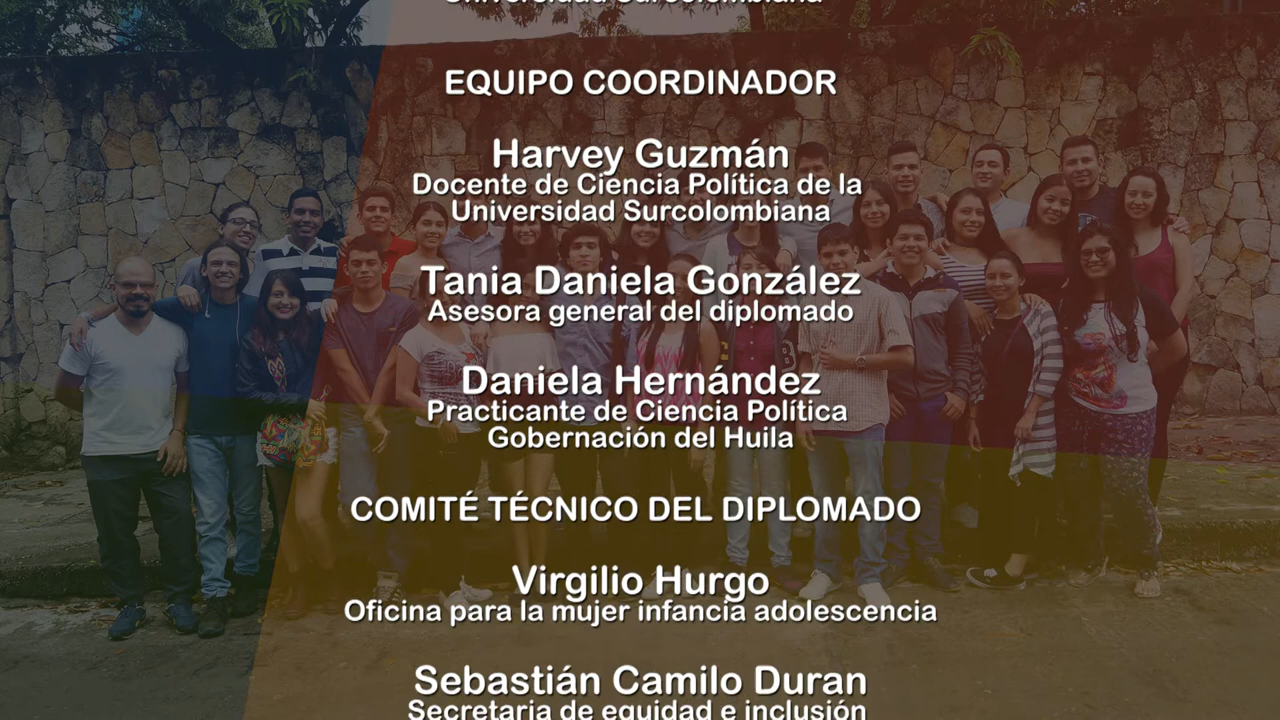 Universidad Surcolombiana
EQUIPO COORDINADOR
Harvey Guzmán
Docente de Ciencia Política de la
Universidad Surcolombiana
Tania Daniela González
Asesora general del diplomado
Daniela Hernández
Practicante de Ciencia Política
Gobernación del Huila
COMITÉ TÉCNICO DEL DIPLOMADO
Virgilio Hurgo
Oficina para la mujer infancia adolescencia
Sebastián Camilo Duran
Secretaria de equidad e inclusión